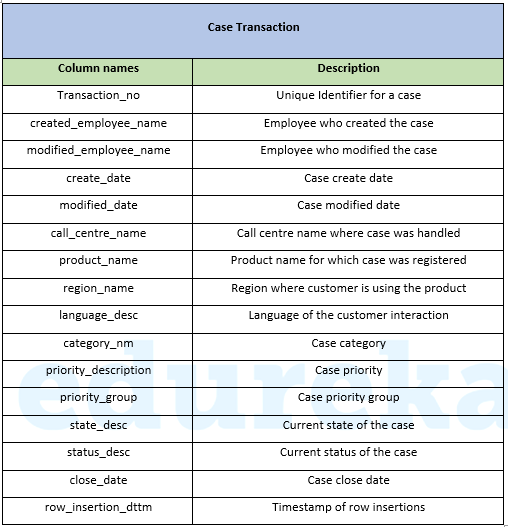 Case Transaction
Column names Description
Transaction_no Unique Identifier for a case
created_employee_name Employee who created the case
modified_employee_name Employee who modified the case
create_date Case create date
modified_date Case modified date
call_centre_name Call centre name where case was handled
product_name Product name for which case was registered
region_name Region where customer is using the product
language_desc Language of the customer interaction
category_nm Case category
priority_description Case priority
priority_group Case priority group
edureka
state_desc Current state of the case
status_desc Current status of the case
close_date Case close date
row_insertion_dttm Timestamp of row insertions